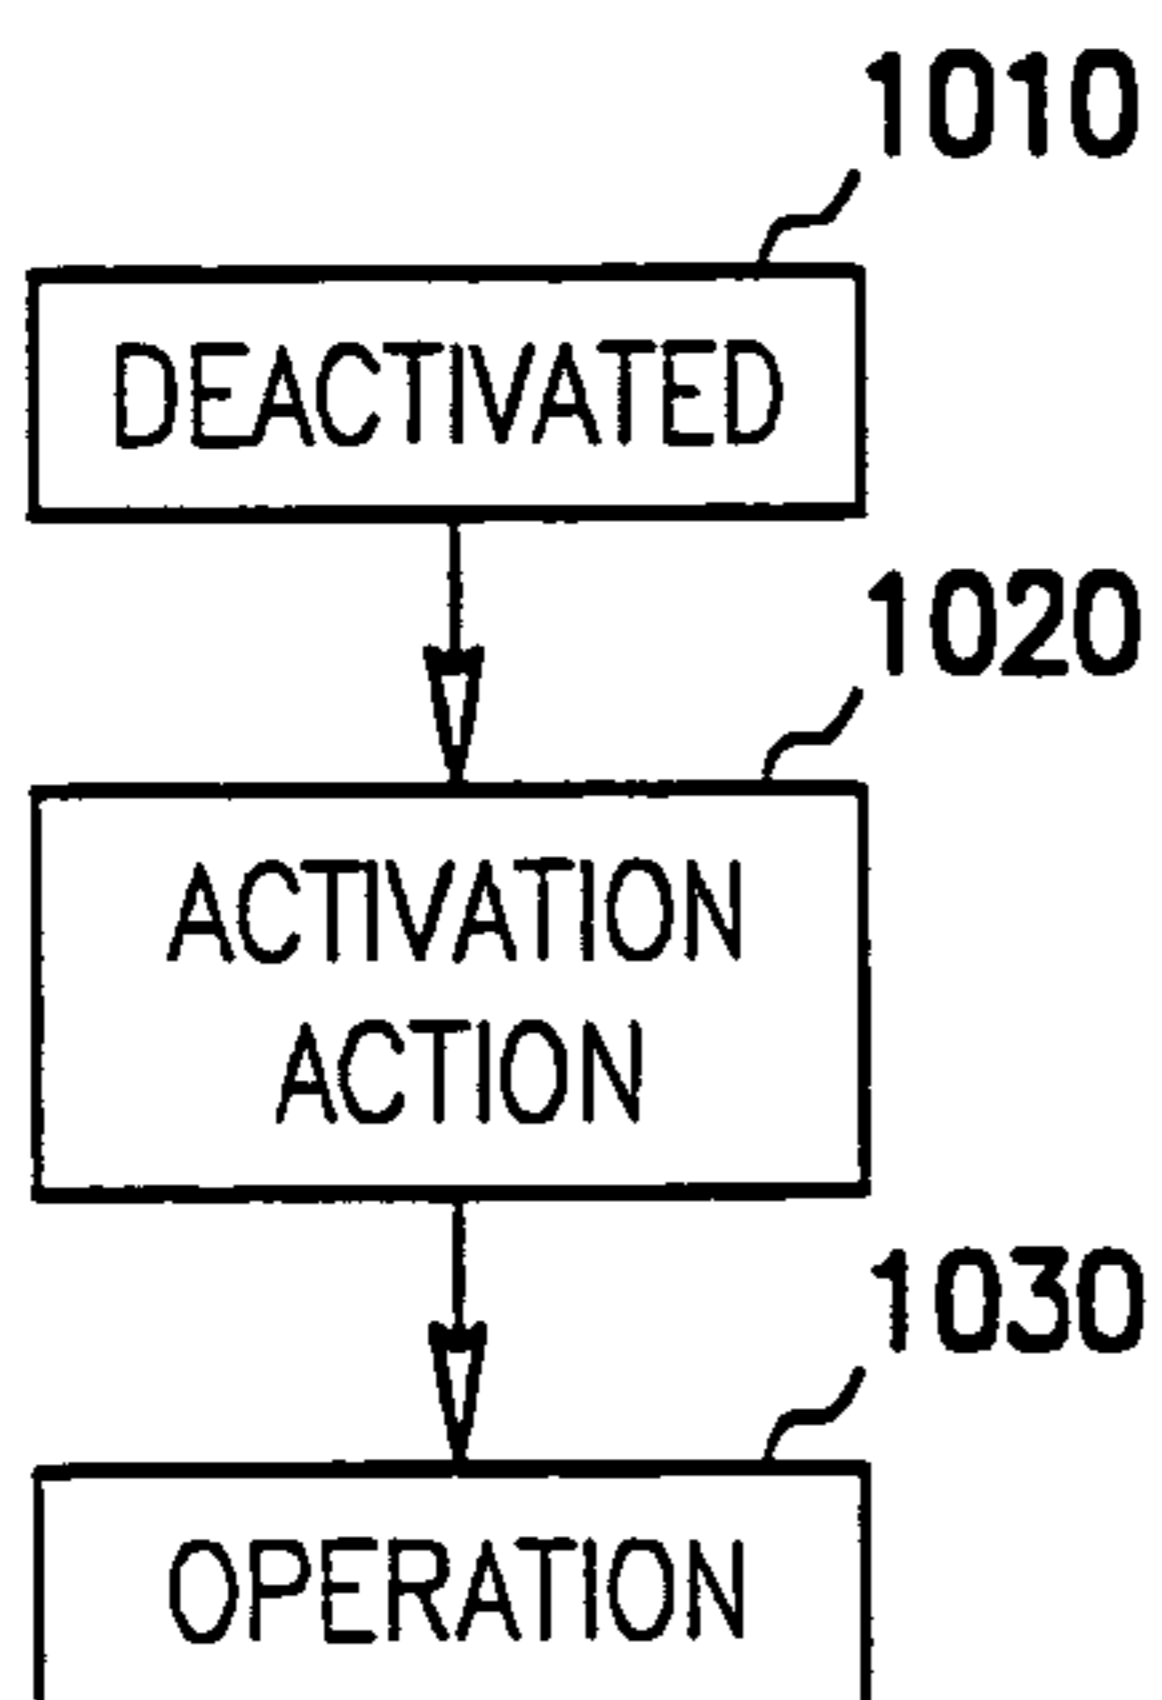 1010
DEACTIVATED
1020
ACTIVATION
ACTION
1030
OPERATION